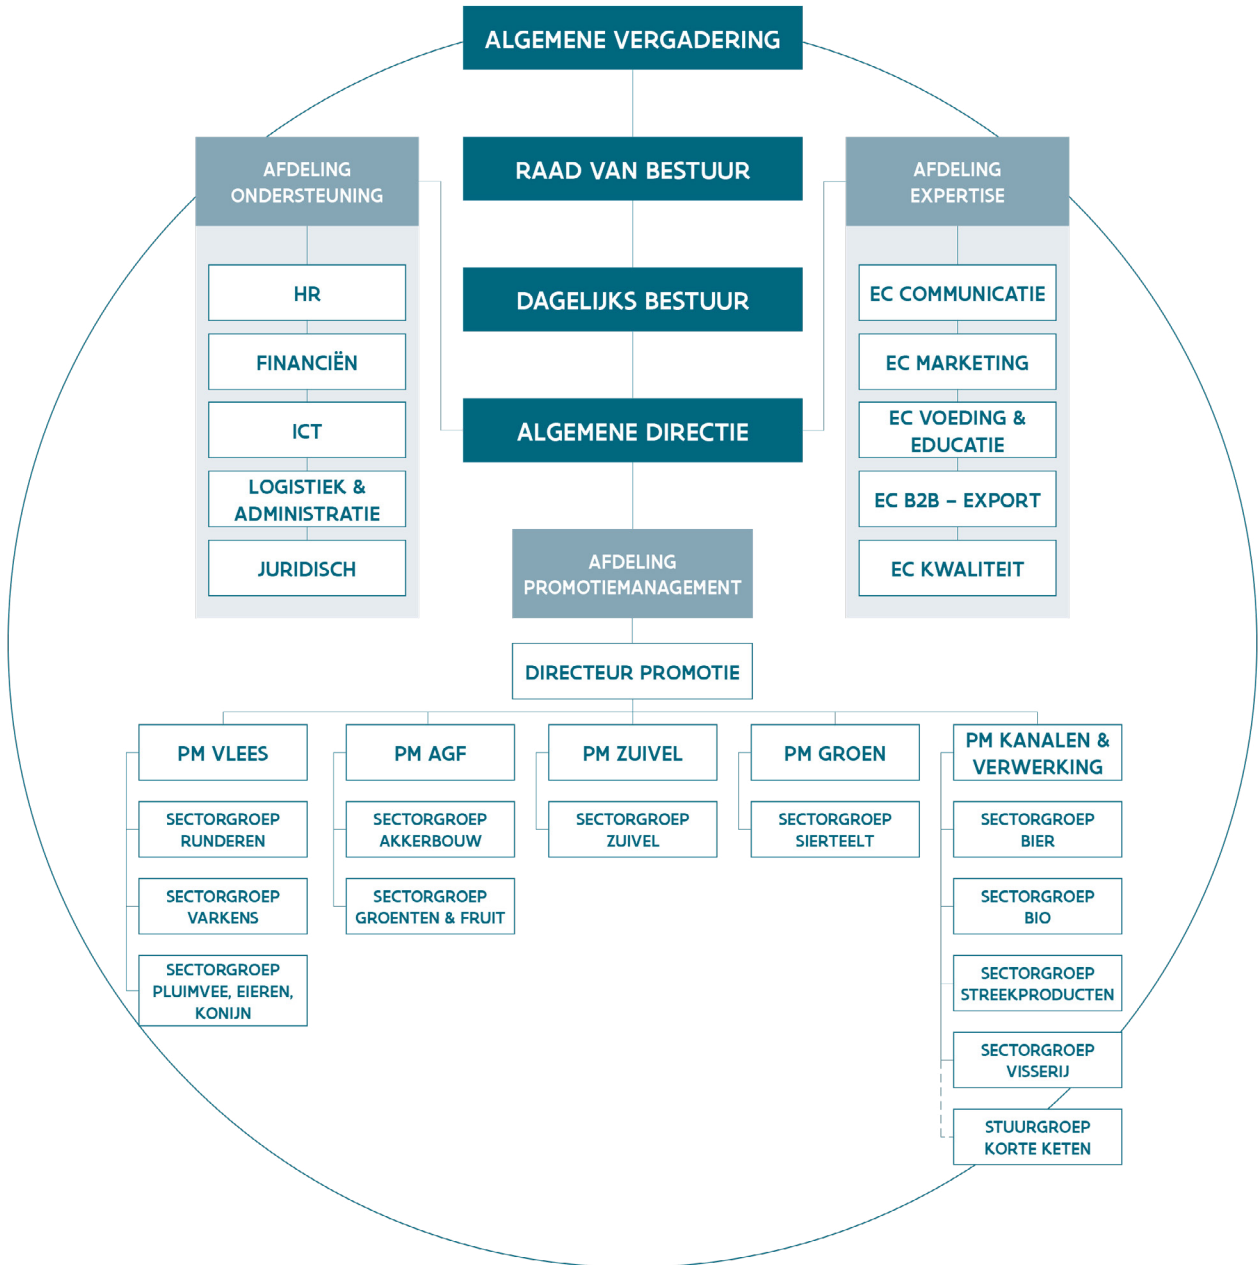 ALGEMENE VERGADERING
RAAD VAN BESTUUR
DAGELIJKS BESTUUR
ALGEMENE DIRECTIE
AFDELING
ONDERSTEUNING
HR
FINANCIËN
ICT
LOGISTIEK &
ADMINISTRATIE
JURIDISCH
AFDELING
EXPERTISE
EC COMMUNICATIE
EC MARKETING
EC VOEDING &
EDUCATIE
EC B2B – EXPORT
EC KWALITEIT
AFDELING
PROMOTIEMANAGEMENT
DIRECTEUR PROMOTIE
PM VLEES
SECTORGROEP
RUNDEREN
SECTORGROEP
VARKENS
SECTORGROEP
PLUIMVEE, EIEREN,
KONIJN
PM AGF
SECTORGROEP
AKKERBOUW
SECTORGROEP
GROENTEN & FRUIT
PM ZUIVEL
SECTORGROEP
ZUIVEL
PM GROEN
SECTORGROEP
SIERTEELT
PM KANALEN &
VERWERKING
SECTORGROEP
BIER
SECTORGROEP
BIO
SECTORGROEP
STREEKPRODUCTEN
SECTORGROEP
VISSERIJ
STUURGROEP
KORTE KETEN